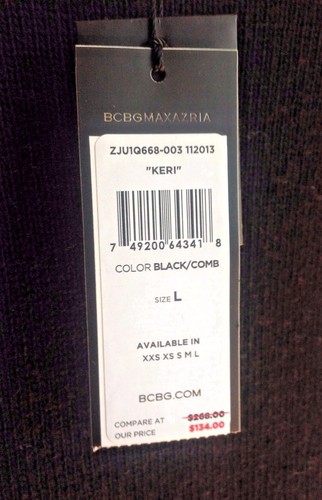 BCBGMAXAZRIA
ZJU1Q668-003 112013
"KERI"
7 49200 64341 8
COLOR BLACK/COMB
SIZE L
AVAILABLE IN
XXS XS S M L
BCBG.COM
COMPARE AT $268.00
OUR PRICE $134.00